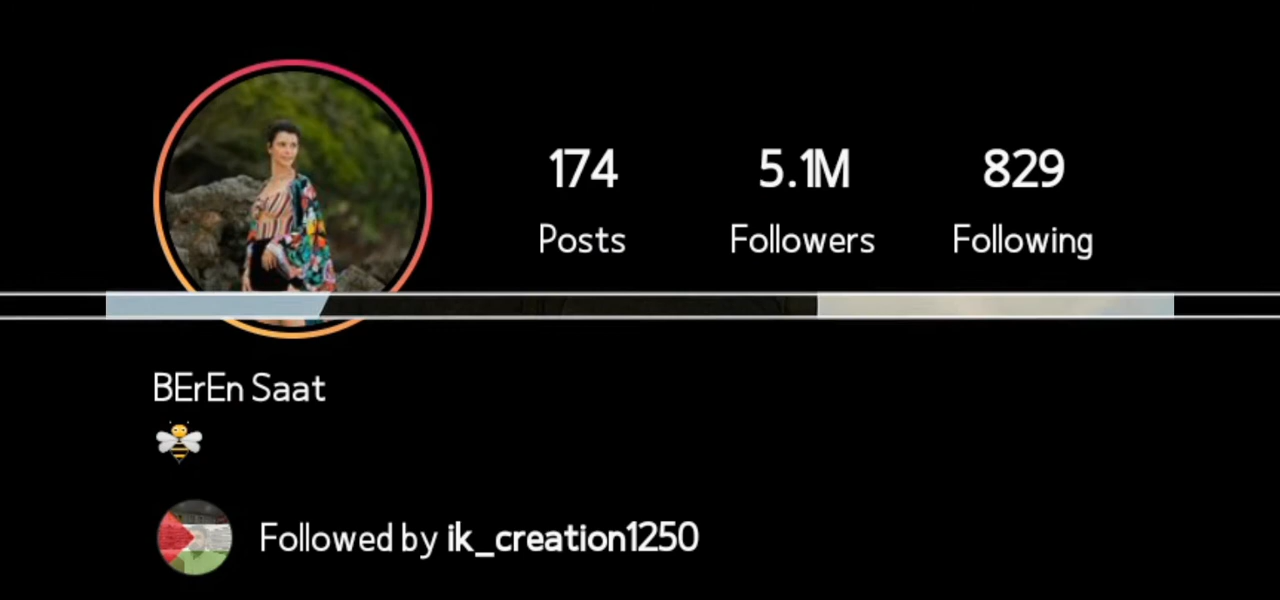 174 5.1M 829
Posts Followers Following
BErEn Saat
Followed by ik_creation1250